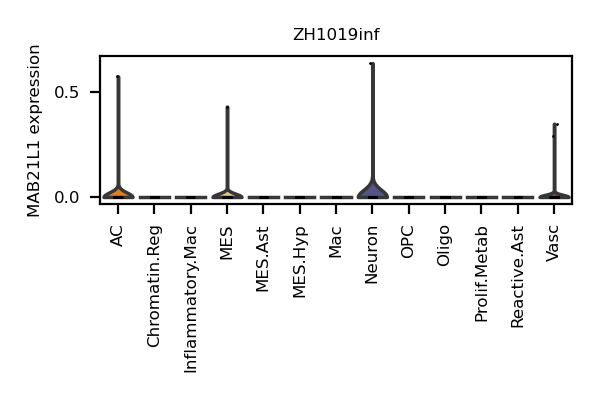 ZH1019inf
MAB21L1 expression
0.5
0.0
AC
Chromatin.Reg
Inflammatory.Mac
MES
MES.Ast
MES.Hyp
Mac
Neuron
OPC
Oligo
Prolif.Metab
Reactive.Ast
Vasc